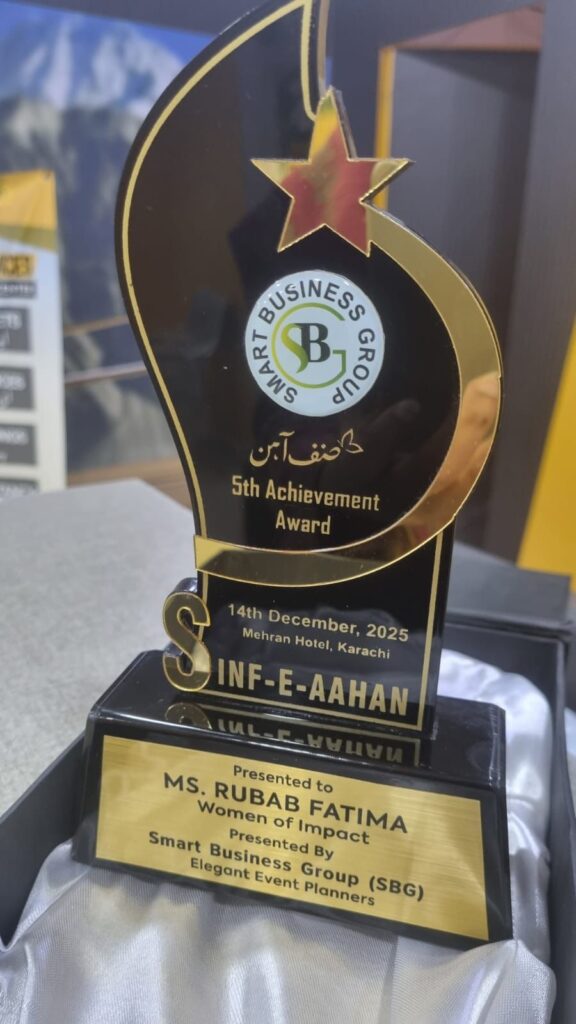 SMART BUSINESS GROUP
SBG
صنف آہن
5th Achievement
Award
14th December, 2025
Mehran Hotel, Karachi
SINF-E-AAHAN
Presented to
MS. RUBAB FATIMA
Women of Impact
Presented By
Smart Business Group (SBG)
Elegant Event Planners